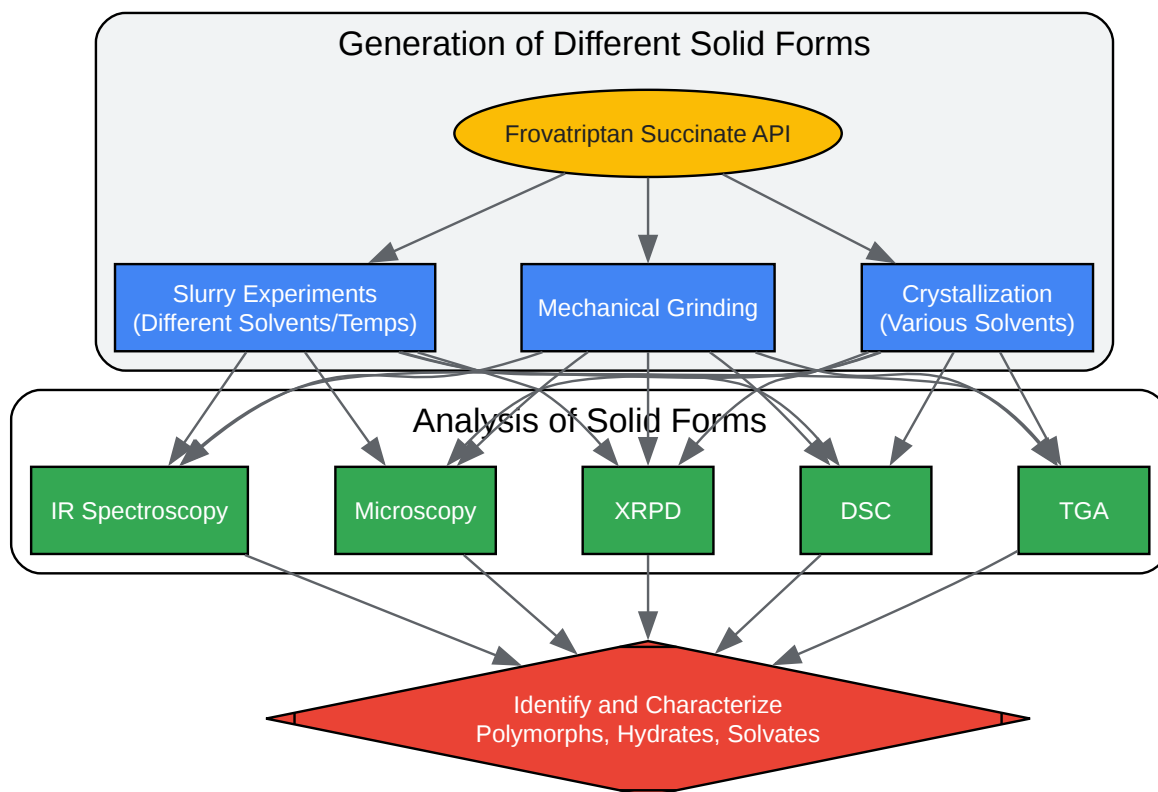 Generation of Different Solid Forms
Frovatriptan Succinate API
Slurry Experiments
(Different Solvents/Temps)
Mechanical Grinding
Crystallization
(Various Solvents)
Analysis of Solid Forms
IR Spectroscopy
Microscopy
XRPD
DSC
TGA
Identify and Characterize
Polymorphs, Hydrates, Solvates